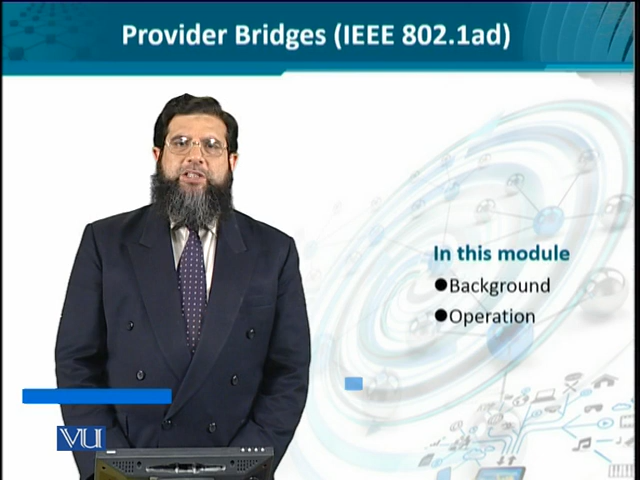 Provider Bridges (IEEE 802.1ad)
In this module
●Background
●Operation
VU